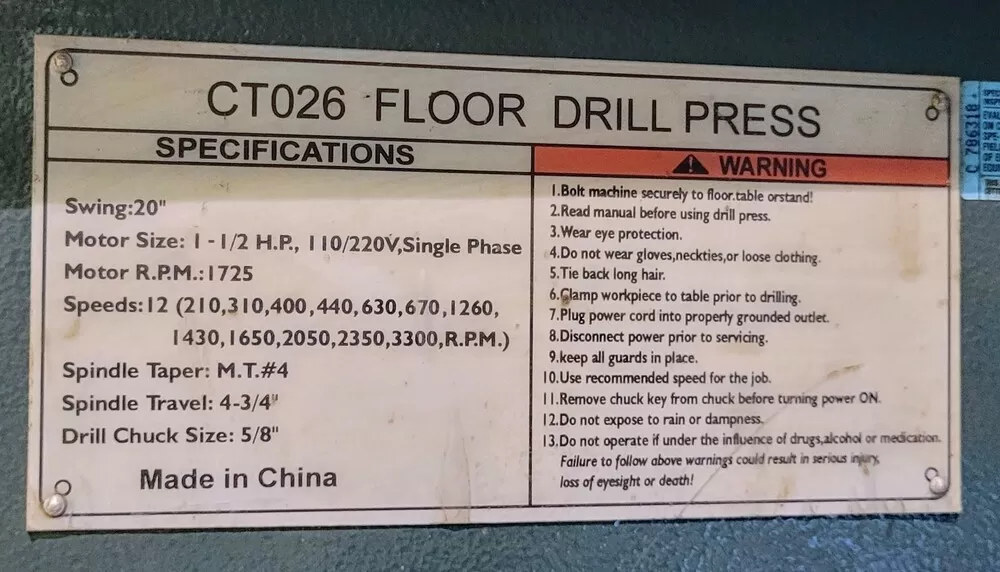 CT026 FLOOR DRILL PRESS
SPECIFICATIONS
Swing:20"
Motor Size: 1 - 1/2 H.P., 110/220V,Single Phase
Motor R.P.M.:1725
Speeds:12 (210,310,400,440,630,670,1260,
1430,1650,2050,2350,3300,R.P.M.)
Spindle Taper: M.T.#4
Spindle Travel: 4-3/4"
Drill Chuck Size: 5/8"
Made in China
WARNING
1.Bolt machine securely to floor.table orstand!
2.Read manual before using drill press.
3.Wear eye protection.
4.Do not wear gloves,neckties,or loose clothing.
5.Tie back long hair.
6.Clamp workpiece to table prior to drilling.
7.Plug power cord into properly grounded outlet.
8.Disconnect power prior to servicing.
9.keep all guards in place.
10.Use recommended speed for the job.
11.Remove chuck key from chuck before turning power ON.
12.Do not expose to rain or dampness.
13.Do not operate if under the influence of drugs,alcohol or medication.
Failure to follow above warnings could result in serious injury,
loss of eyesight or death!
C 786318